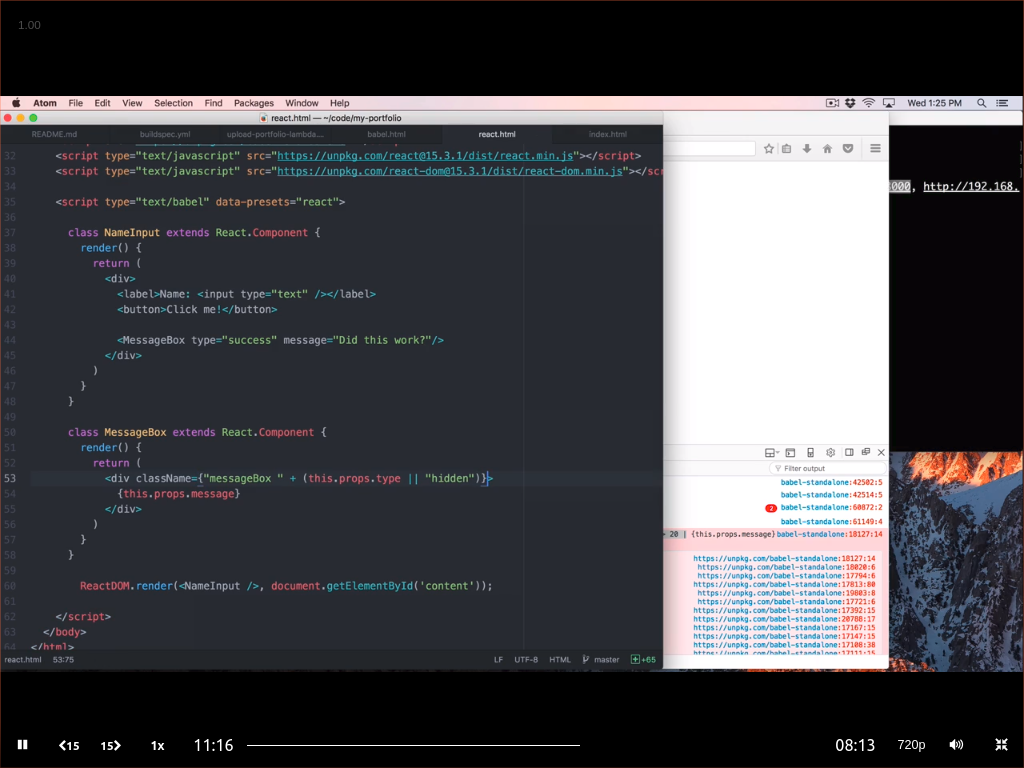 1.00
Atom File Edit View Selection Find Packages Window Help Wed 1:25 PM
react.html — ~/code/my-portfolio
README.md buildspec.yml upload-portfolio-lambda... babel.html react.html index.html
32 <script type="text/javascript" src="https://unpkg.com/react@15.3.1/dist/react.min.js"></script>
33 <script type="text/javascript" src="https://unpkg.com/react-dom@15.3.1/dist/react-dom.min.js"></scr
34
000, http://192.168.
35 <script type="text/babel" data-presets="react">
36
37 class NameInput extends React.Component {
38 render() {
39 return (
40 <div>
41 <label>Name: <input type="text" /></label>
42 <button>Click me!</button>
43
44 <MessageBox type="success" message="Did this work?"/>
45 </div>
46 )
47 }
48 }
49
50 class MessageBox extends React.Component {
51 render() {
52 return (
53 <div className={"messageBox " + (this.props.type || "hidden")}>
54 {this.props.message}
55 </div>
56 )
57 }
58 }
59
60 ReactDOM.render(<NameInput />, document.getElementById('content'));
61
62 </script>
63 </body>
64 </html>
react.html 53:75 LF UTF-8 HTML master +65
Filter output
babel-standalone:42502:5
babel-standalone:42514:5
2 babel-standalone:60872:2
babel-standalone:61149:4
> 20 | {this.props.message} babel-standalone:18127:14
https://unpkg.com/babel-standalone:18127:14
https://unpkg.com/babel-standalone:18020:6
https://unpkg.com/babel-standalone:17794:6
https://unpkg.com/babel-standalone:17813:80
https://unpkg.com/babel-standalone:19803:8
https://unpkg.com/babel-standalone:17721:6
https://unpkg.com/babel-standalone:17392:15
https://unpkg.com/babel-standalone:20788:17
https://unpkg.com/babel-standalone:17167:15
https://unpkg.com/babel-standalone:17147:15
https://unpkg.com/babel-standalone:17108:38
https://unpkg.com/babel-standalone:17111:15
15 15 1x 11:16 08:13 720p